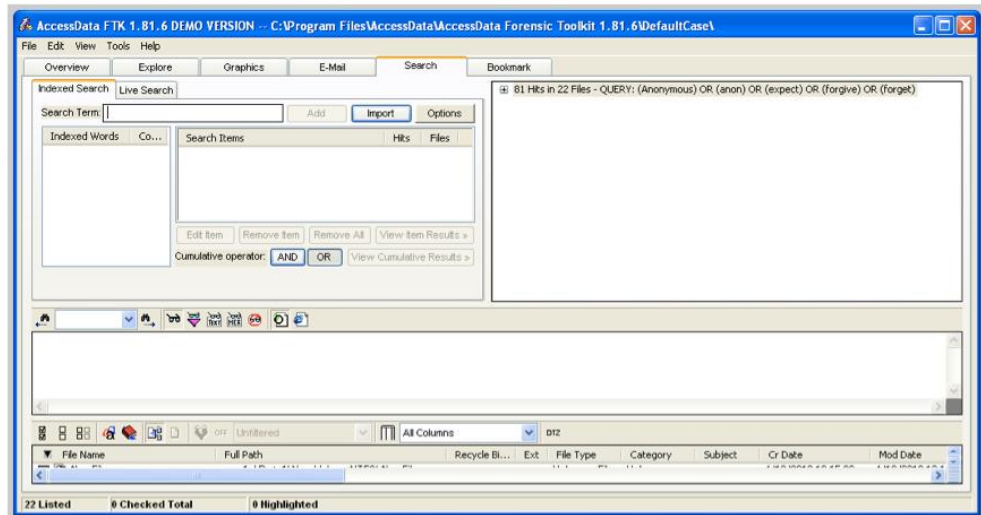 AccessData FTK 1.81.6 DEMO VERSION -- C:\Program Files\AccessData\AccessData Forensic Toolkit 1.81.6\DefaultCase\
File Edit View Tools Help
Overview Explore Graphics E-Mail Search Bookmark
Indexed Search Live Search
Search Term: Add Import Options
Indexed Words Co...
Search Items Hits Files
Edit Item Remove Item Remove All View Item Results »
Cumulative operator: AND OR View Cumulative Results »
81 Hits in 22 Files - QUERY: (Anonymous) OR (anon) OR (expect) OR (forgive) OR (forget)
OFF Unfiltered All Columns DTZ
File Name Full Path Recycle Bi... Ext File Type Category Subject Cr Date Mod Date
22 Listed 0 Checked Total 0 Highlighted